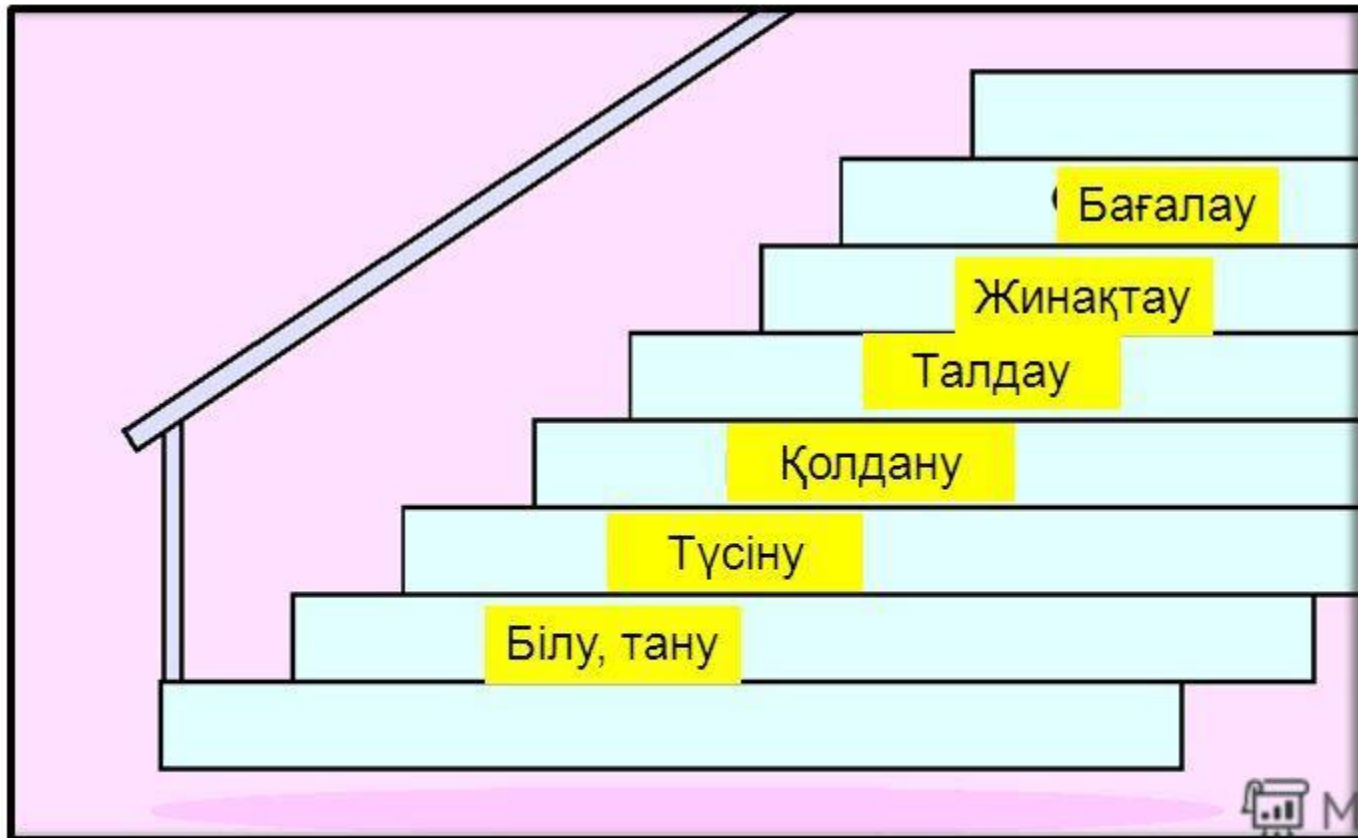 Бағалау
Жинақтау
Талдау
Қолдану
Түсіну
Білу, тану
М